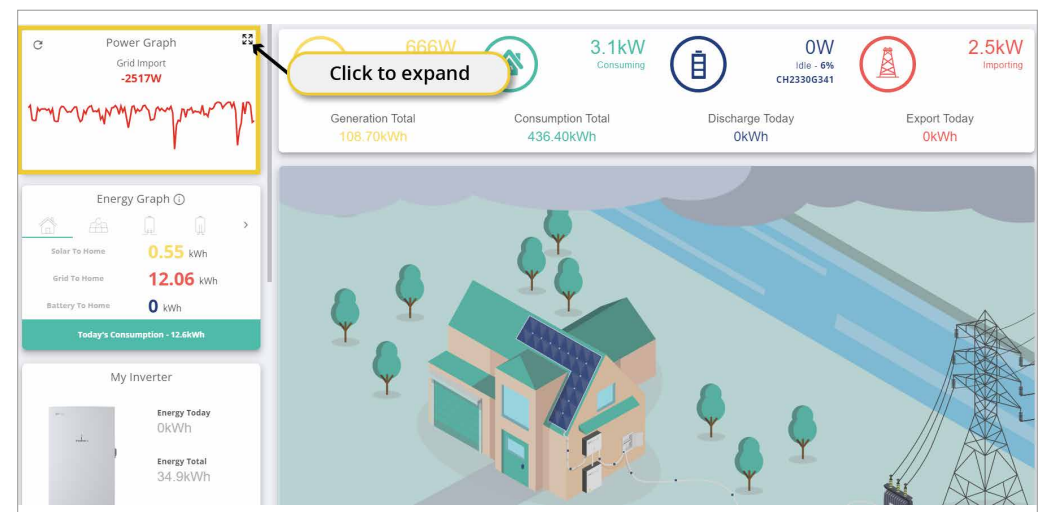 Power Graph
Grid Import
-2517W
Click to expand
666W
3.1kW
Consuming
0W
Idle - 6%
CH2330G341
2.5kW
Importing
Generation Total
108.70kWh
Consumption Total
436.40kWh
Discharge Today
0kWh
Export Today
0kWh
Energy Graph
Solar To Home
0.55 kWh
Grid To Home
12.06 kWh
Battery To Home
0 kWh
Today's Consumption - 12.6kWh
My Inverter
Energy Today
0kWh
Energy Total
34.9kWh